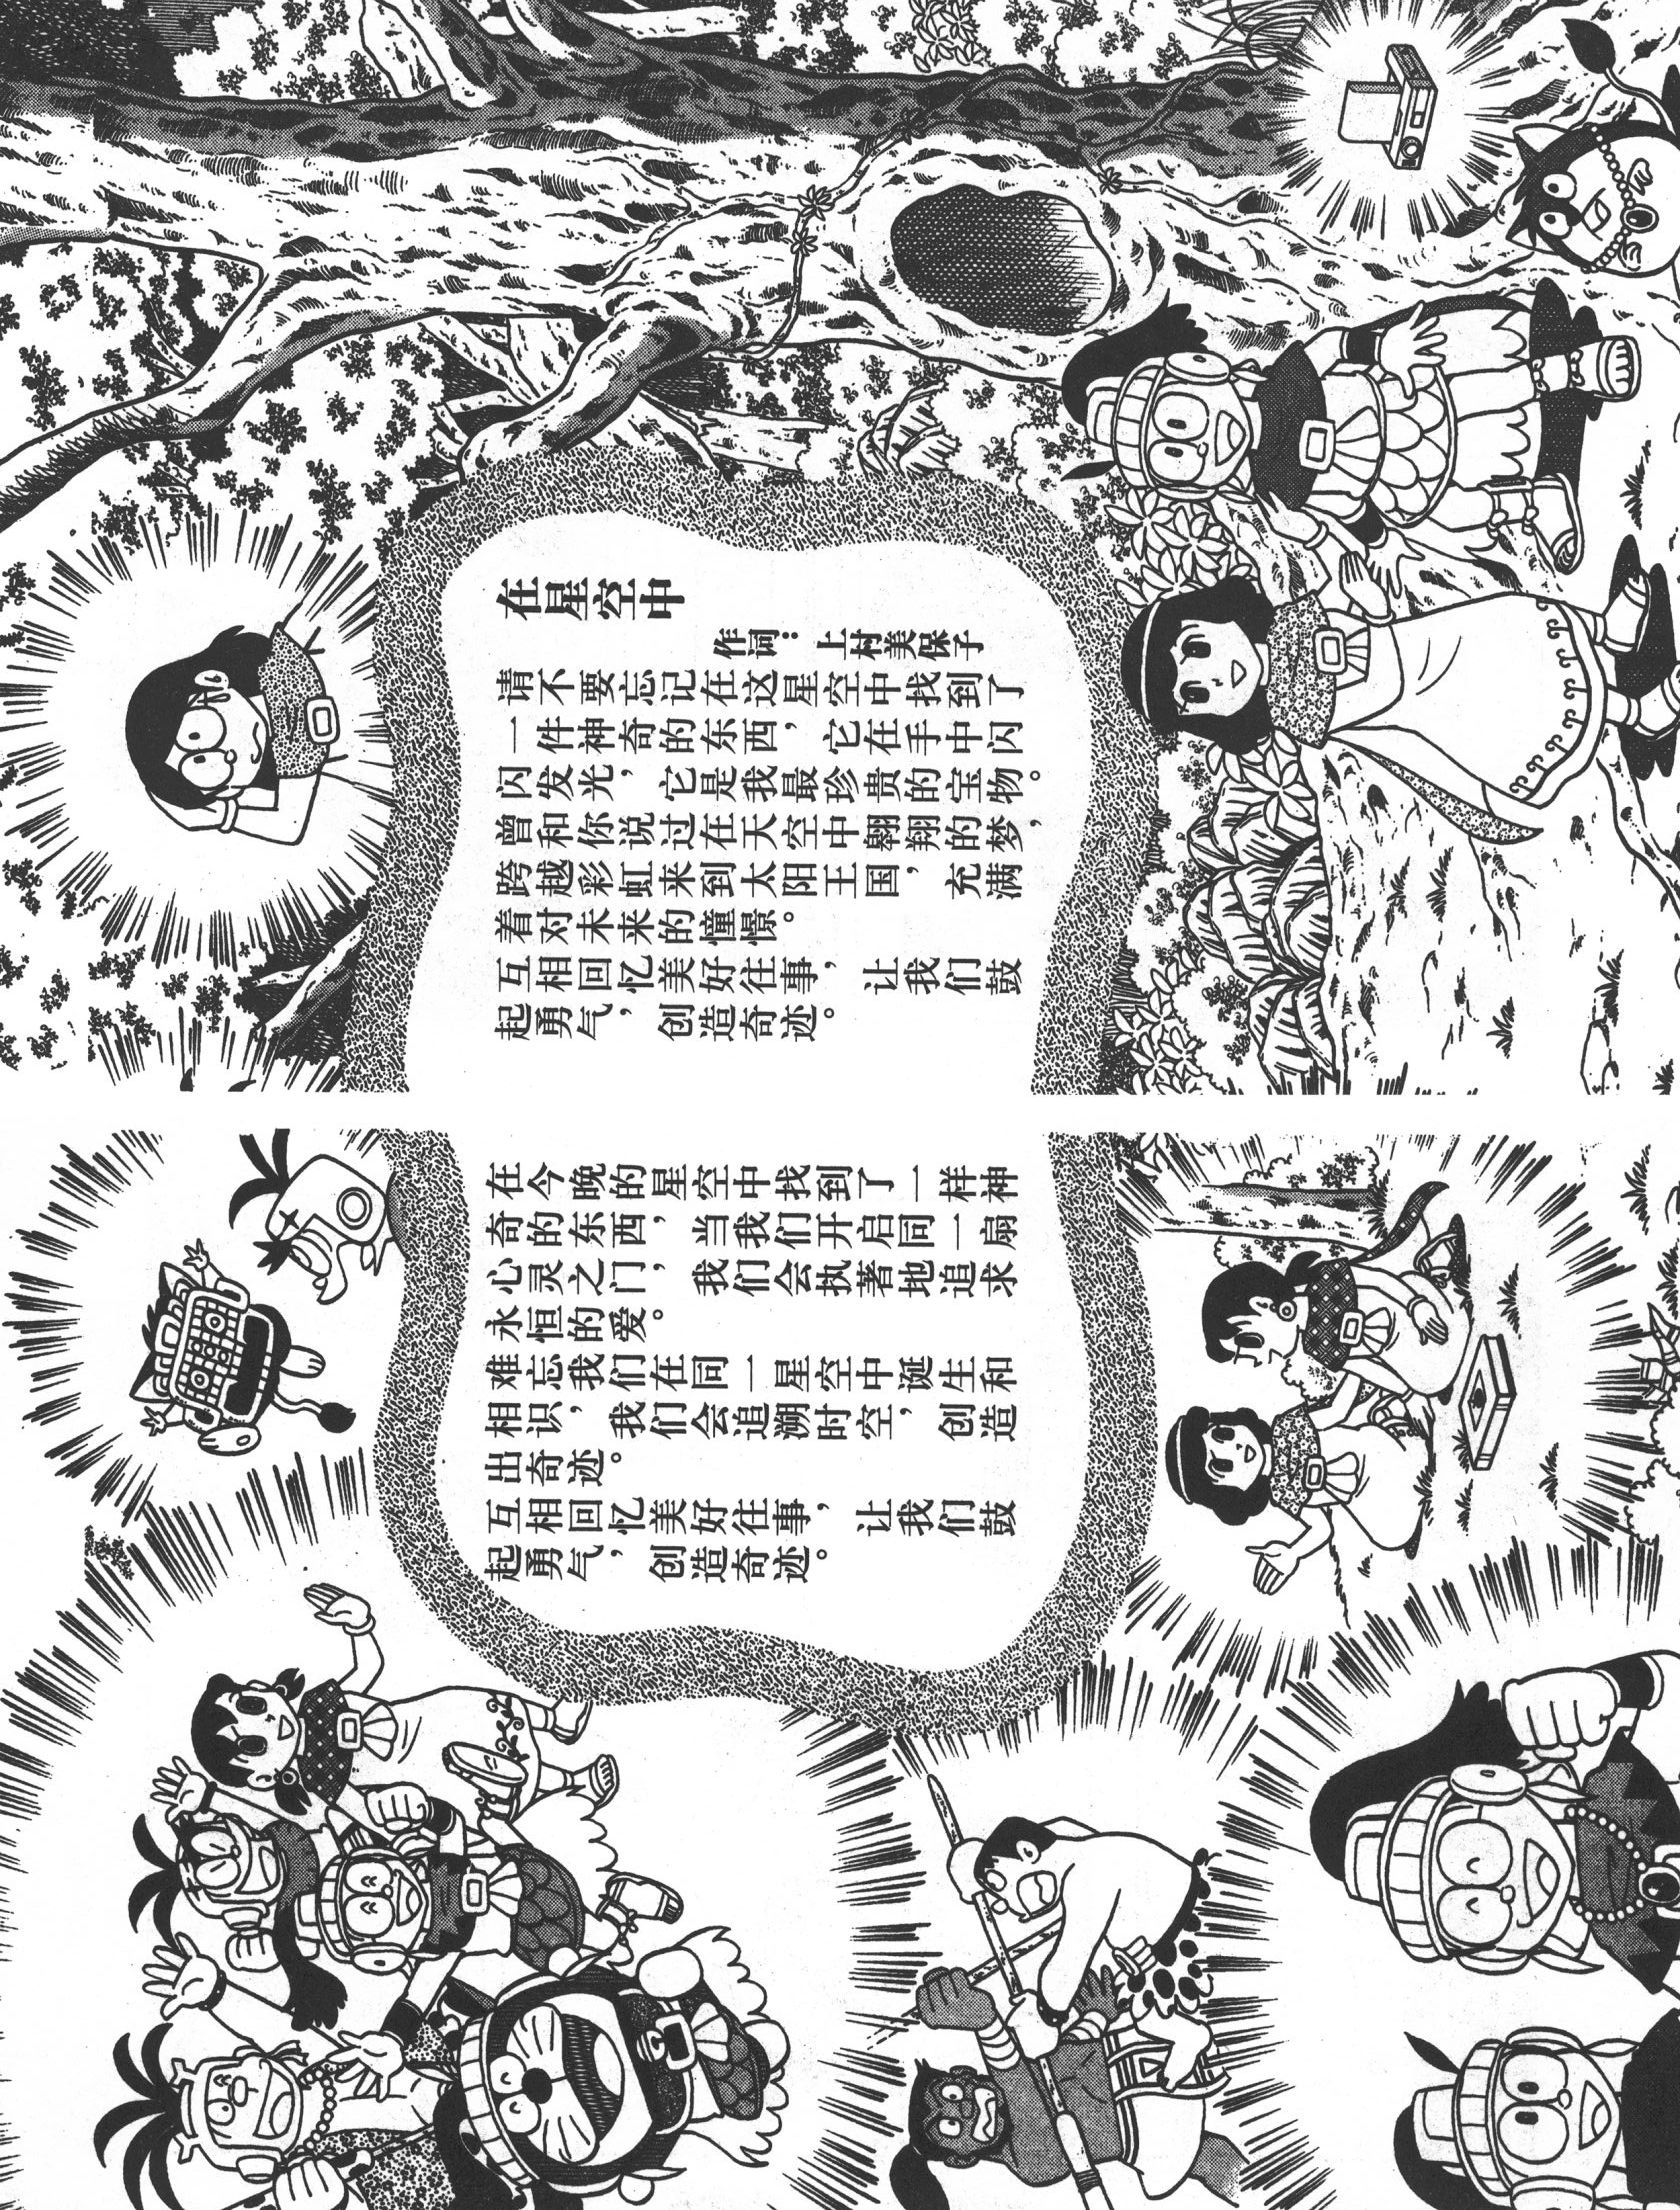 在星空中
作词：上村美保子
请不要忘记在这星空中找到了
一件神奇的东西，它在手中闪
闪发光，它是我最珍贵的宝物。
曾和你说过在天空中翱翔的梦，
跨越彩虹来到太阳王国，充满
着对未来的憧憬。
互相回忆美好往事，让我们鼓
起勇气，创造奇迹。
在今晚的星空中找到了一样神
奇的东西，当我们开启同一扇
心灵之门，我们会执著地追求
永恒的爱。
难忘，我们在同一星空中诞生和
相识，我们会追溯时空，创造
出奇迹。
互相回忆美好往事，让我们鼓
起勇气，创造奇迹。